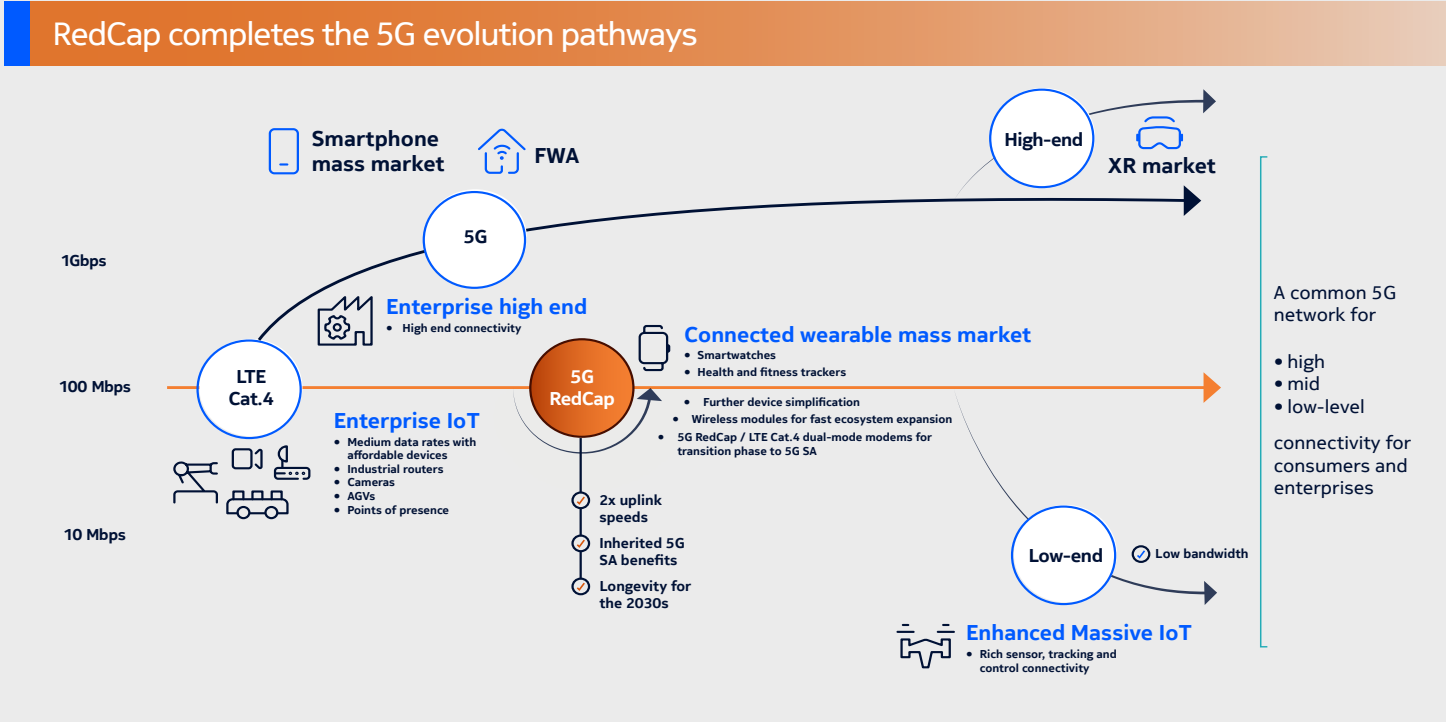 RedCap completes the 5G evolution pathways
Smartphone
mass market
FWA
High-end
XR market
5G
1Gbps
Enterprise high end
• High end connectivity
Connected wearable mass market
• Smartwatches
• Health and fitness trackers
• Further device simplification
• Wireless modules for fast ecosystem expansion
• 5G RedCap / LTE Cat.4 dual-mode modems for
transition phase to 5G SA
100 Mbps
LTE
Cat.4
5G
RedCap
Enterprise IoT
• Medium data rates with
affordable devices
• Industrial routers
• Cameras
• AGVs
• Points of presence
2x uplink
speeds
Inherited 5G
SA benefits
Longevity for
the 2030s
10 Mbps
Low-end
Low bandwidth
Enhanced Massive IoT
• Rich sensor, tracking and
control connectivity
A common 5G
network for
• high
• mid
• low-level
connectivity for
consumers and
enterprises